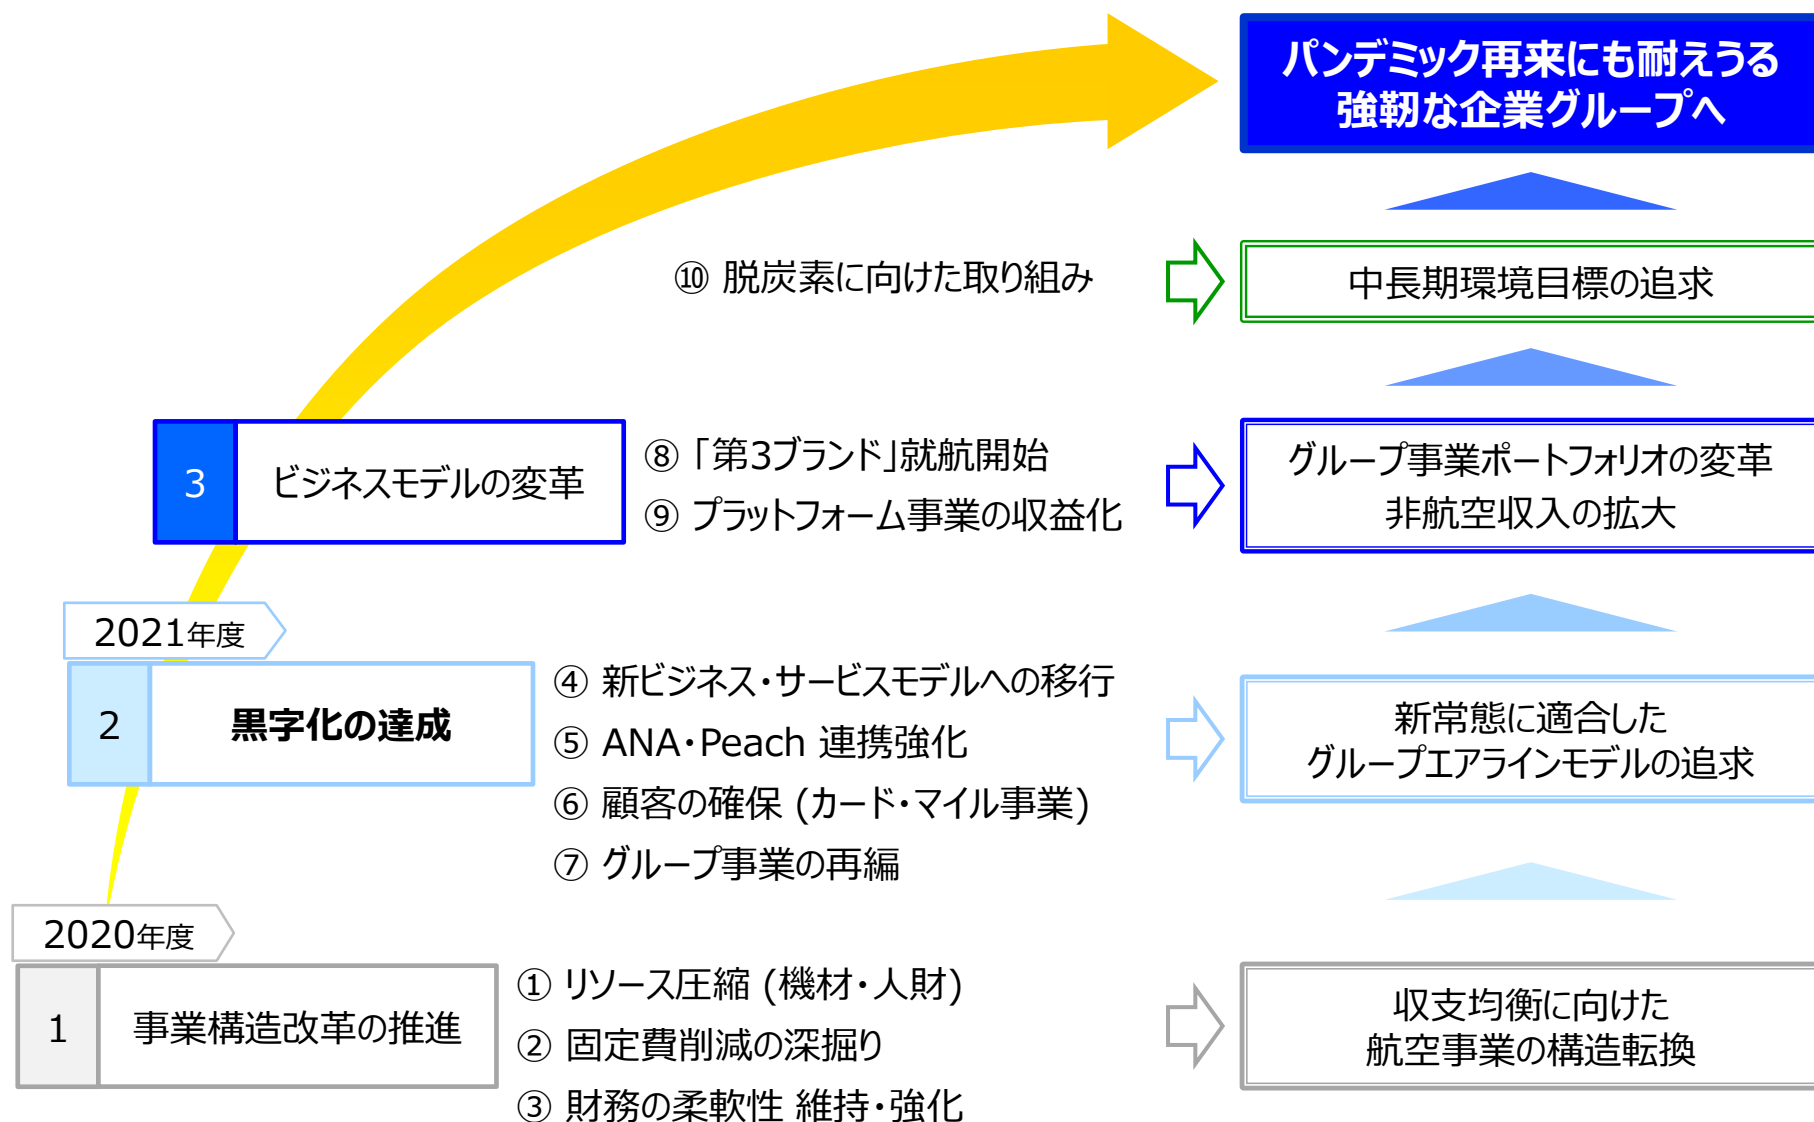 パンデミック再来にも耐えうる
強靭な企業グループへ
⑩ 脱炭素に向けた取り組み
中長期環境目標の追求
3
ビジネスモデルの変革
⑧ 「第3ブランド」就航開始
⑨ プラットフォーム事業の収益化
グループ事業ポートフォリオの変革
非航空収入の拡大
2021年度
2
黒字化の達成
④ 新ビジネス・サービスモデルへの移行
⑤ ANA・Peach 連携強化
⑥ 顧客の確保 (カード・マイル事業)
⑦ グループ事業の再編
新常態に適合した
グループエアラインモデルの追求
2020年度
1
事業構造改革の推進
① リソース圧縮 (機材・人財)
② 固定費削減の深掘り
③ 財務の柔軟性 維持・強化
収支均衡に向けた
航空事業の構造転換